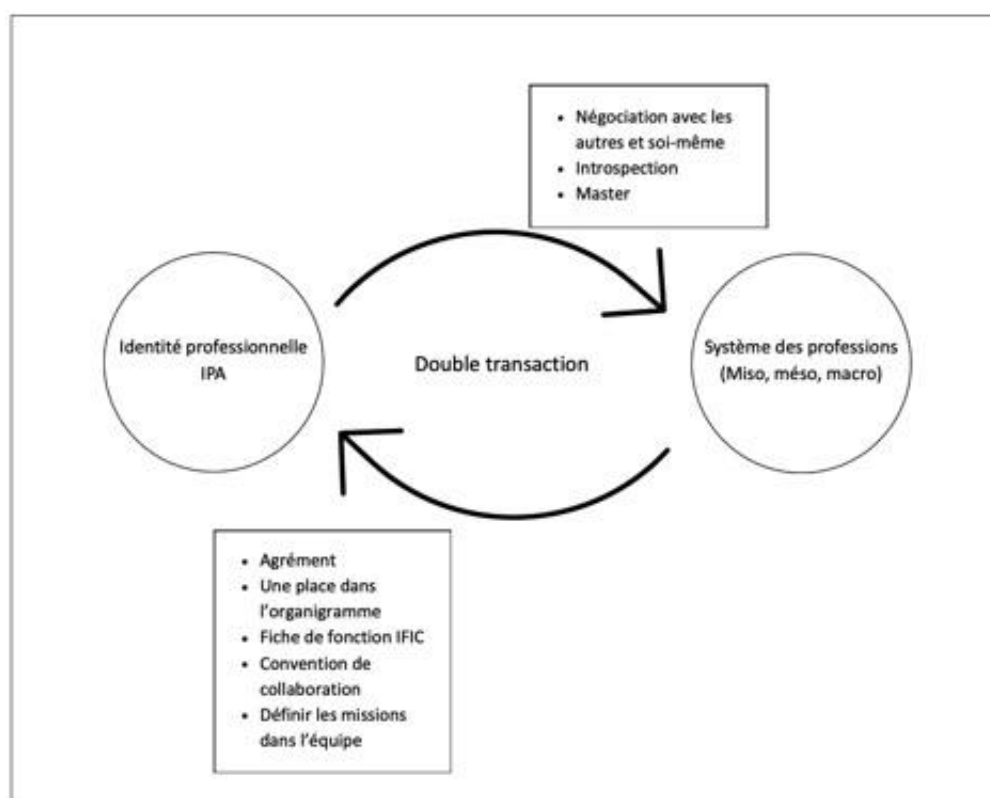 • Négociation avec les
autres et soi-même
• Introspection
• Master
Identité professionnelle
IPA
Double transaction
Système des professions
(Miso, méso, macro)
• Agrément
• Une place dans
l'organigramme
• Fiche de fonction IFIC
• Convention de
collaboration
• Définir les missions
dans l'équipe